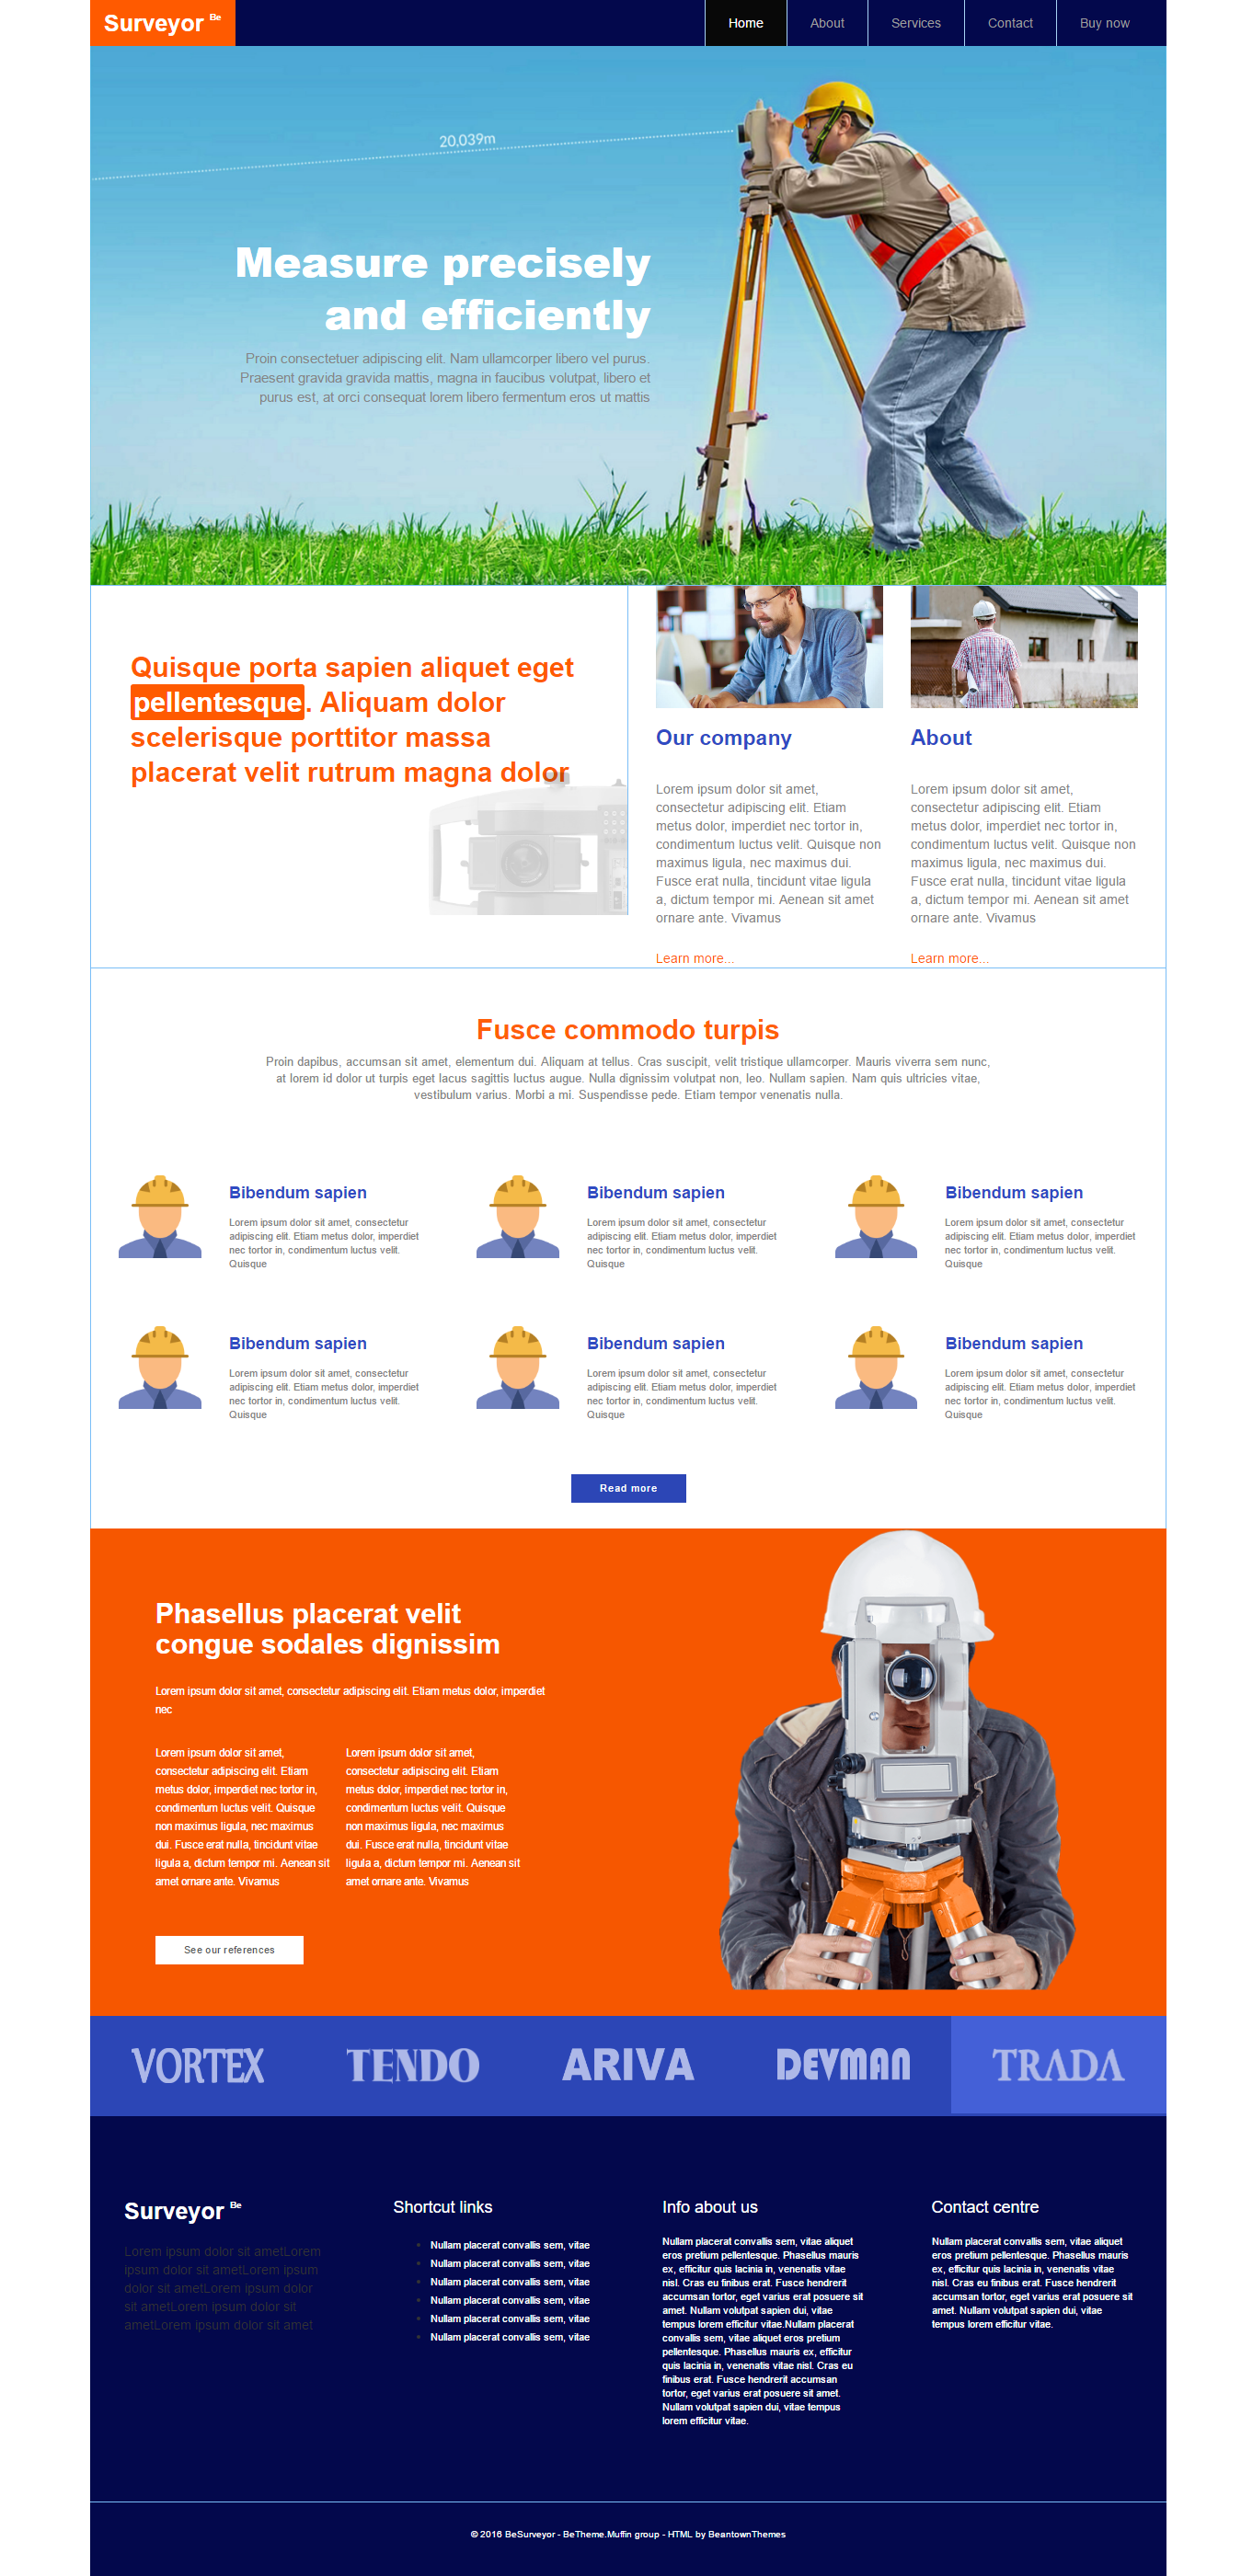 Surveyor Be
Home About Services Contact Buy now
20,039m
Measure precisely
and efficiently
Proin consectetuer adipiscing elit. Nam ullamcorper libero vel purus.
Praesent gravida gravida mattis, magna in faucibus volutpat, libero et
purus est, at orci consequat lorem libero fermentum eros ut mattis
Quisque porta sapien aliquet eget
pellentesque. Aliquam dolor
scelerisque porttitor massa
placerat velit rutrum magna dolor
Our company
Lorem ipsum dolor sit amet,
consectetur adipiscing elit. Etiam
metus dolor, imperdiet nec tortor in,
condimentum luctus velit. Quisque non
maximus ligula, nec maximus dui.
Fusce erat nulla, tincidunt vitae ligula
a, dictum tempor mi. Aenean sit amet
ornare ante. Vivamus
Learn more...
About
Lorem ipsum dolor sit amet,
consectetur adipiscing elit. Etiam
metus dolor, imperdiet nec tortor in,
condimentum luctus velit. Quisque non
maximus ligula, nec maximus dui.
Fusce erat nulla, tincidunt vitae ligula
a, dictum tempor mi. Aenean sit amet
ornare ante. Vivamus
Learn more...
Fusce commodo turpis
Proin dapibus, accumsan sit amet, elementum dui. Aliquam at tellus. Cras suscipit, velit tristique ullamcorper. Mauris viverra sem nunc,
at lorem id dolor ut turpis eget lacus sagittis luctus augue. Nulla dignissim volutpat non, leo. Nullam sapien. Nam quis ultricies vitae,
vestibulum varius. Morbi a mi. Suspendisse pede. Etiam tempor venenatis nulla.
Bibendum sapien
Lorem ipsum dolor sit amet, consectetur
adipiscing elit. Etiam metus dolor, imperdiet
nec tortor in, condimentum luctus velit.
Quisque
Bibendum sapien
Lorem ipsum dolor sit amet, consectetur
adipiscing elit. Etiam metus dolor, imperdiet
nec tortor in, condimentum luctus velit.
Quisque
Bibendum sapien
Lorem ipsum dolor sit amet, consectetur
adipiscing elit. Etiam metus dolor, imperdiet
nec tortor in, condimentum luctus velit.
Quisque
Bibendum sapien
Lorem ipsum dolor sit amet, consectetur
adipiscing elit. Etiam metus dolor, imperdiet
nec tortor in, condimentum luctus velit.
Quisque
Bibendum sapien
Lorem ipsum dolor sit amet, consectetur
adipiscing elit. Etiam metus dolor, imperdiet
nec tortor in, condimentum luctus velit.
Quisque
Bibendum sapien
Lorem ipsum dolor sit amet, consectetur
adipiscing elit. Etiam metus dolor, imperdiet
nec tortor in, condimentum luctus velit.
Quisque
Read more
Phasellus placerat velit
congue sodales dignissim
Lorem ipsum dolor sit amet, consectetur adipiscing elit. Etiam metus dolor, imperdiet
nec
Lorem ipsum dolor sit amet,
consectetur adipiscing elit. Etiam
metus dolor, imperdiet nec tortor in,
condimentum luctus velit. Quisque
non maximus ligula, nec maximus
dui. Fusce erat nulla, tincidunt vitae
ligula a, dictum tempor mi. Aenean sit
amet ornare ante. Vivamus
Lorem ipsum dolor sit amet,
consectetur adipiscing elit. Etiam
metus dolor, imperdiet nec tortor in,
condimentum luctus velit. Quisque
non maximus ligula, nec maximus
dui. Fusce erat nulla, tincidunt vitae
ligula a, dictum tempor mi. Aenean sit
amet ornare ante. Vivamus
See our references
VORTEX TENDO ARIVA DEVMAN TRADA
Surveyor Be
Lorem ipsum dolor sit ametLorem
ipsum dolor sit ametLorem ipsum
dolor sit ametLorem ipsum dolor
sit ametLorem ipsum dolor sit
ametLorem ipsum dolor sit amet
Shortcut links
Nullam placerat convallis sem, vitae
Nullam placerat convallis sem, vitae
Nullam placerat convallis sem, vitae
Nullam placerat convallis sem, vitae
Nullam placerat convallis sem, vitae
Nullam placerat convallis sem, vitae
Info about us
Nullam placerat convallis sem, vitae aliquet
eros pretium pellentesque. Phasellus mauris
ex, efficitur quis lacinia in, venenatis vitae
nisl. Cras eu finibus erat. Fusce hendrerit
accumsan tortor, eget varius erat posuere sit
amet. Nullam volutpat sapien dui, vitae
tempus lorem efficitur vitae.Nullam placerat
convallis sem, vitae aliquet eros pretium
pellentesque. Phasellus mauris ex, efficitur
quis lacinia in, venenatis vitae nisl. Cras eu
finibus erat. Fusce hendrerit accumsan
tortor, eget varius erat posuere sit amet.
Nullam volutpat sapien dui, vitae tempus
lorem efficitur vitae.
Contact centre
Nullam placerat convallis sem, vitae aliquet
eros pretium pellentesque. Phasellus mauris
ex, efficitur quis lacinia in, venenatis vitae
nisl. Cras eu finibus erat. Fusce hendrerit
accumsan tortor, eget varius erat posuere sit
amet. Nullam volutpat sapien dui, vitae
tempus lorem efficitur vitae.
© 2016 BeSurveyor - BeTheme.Muffin group - HTML by BeantownThemes